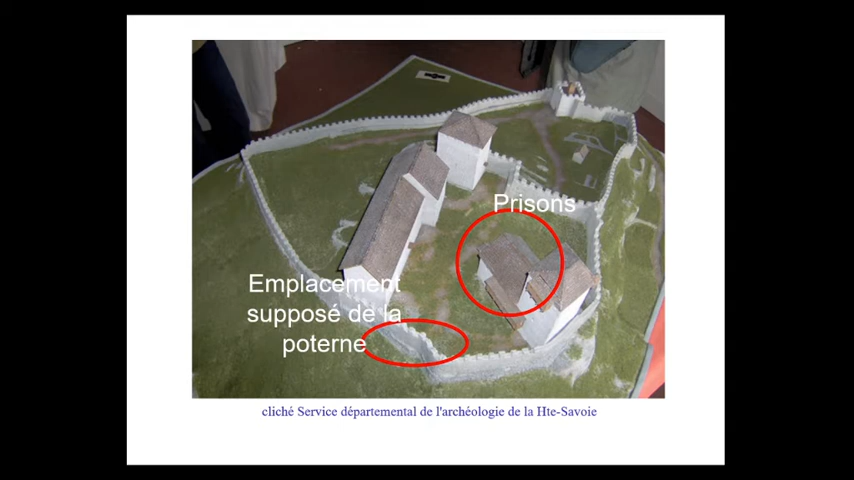 Prisons
Emplacement
supposé de la
poterne
cliché Service départemental de l'archéologie de la Hte-Savoie